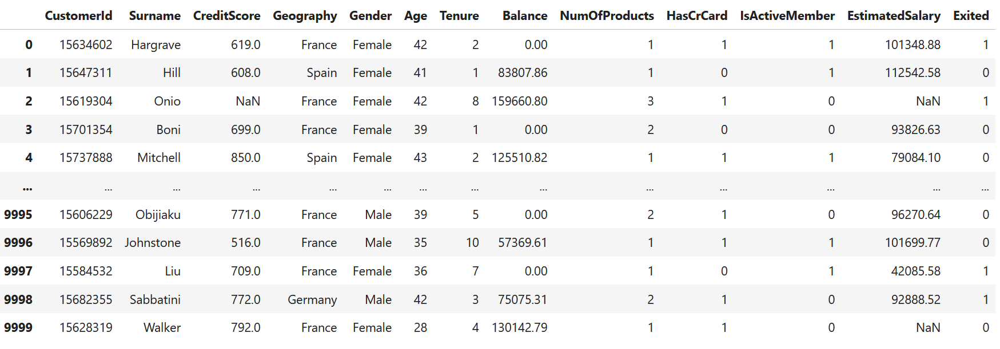 CustomerId Surname CreditScore Geography Gender Age Tenure Balance NumOfProducts HasCrCard IsActiveMember EstimatedSalary Exited
0 15634602 Hargrave 619.0 France Female 42 2 0.00 1 1 1 101348.88 1
1 15647311 Hill 608.0 Spain Female 41 1 83807.86 1 0 1 112542.58 0
2 15619304 Onio NaN France Female 42 8 159660.80 3 1 0 NaN 1
3 15701354 Boni 699.0 France Female 39 1 0.00 2 0 0 93826.63 0
4 15737888 Mitchell 850.0 Spain Female 43 2 125510.82 1 1 1 79084.10 0
... ... ... ... ... ... ... ... ... ... ... ... ... ...
9995 15606229 Obijiaku 771.0 France Male 39 5 0.00 2 1 0 96270.64 0
9996 15569892 Johnstone 516.0 France Male 35 10 57369.61 1 1 1 101699.77 0
9997 15584532 Liu 709.0 France Female 36 7 0.00 1 0 1 42085.58 1
9998 15682355 Sabbatini 772.0 Germany Male 42 3 75075.31 2 1 0 92888.52 1
9999 15628319 Walker 792.0 France Female 28 4 130142.79 1 1 0 NaN 0